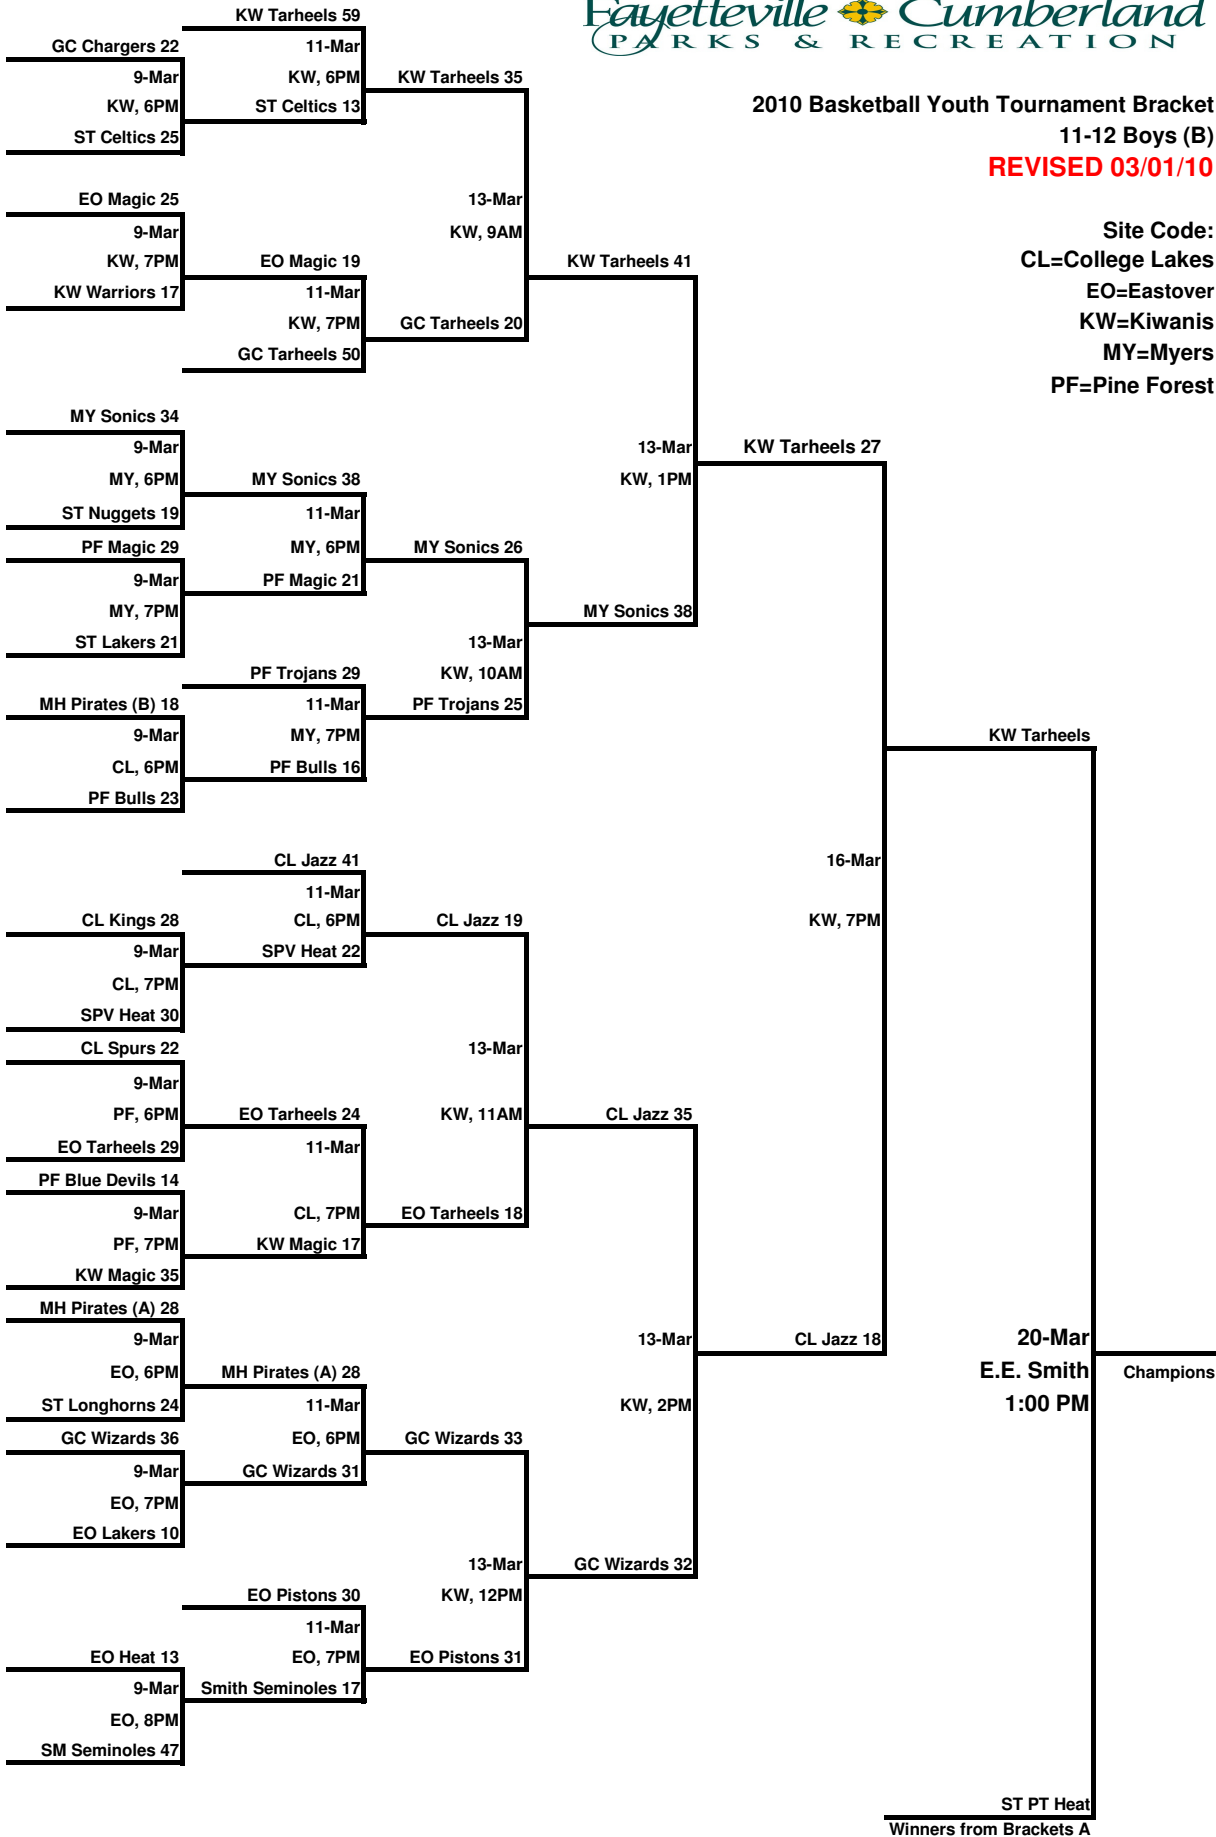 Fayetteville Cumberland
PARKS & RECREATION
2010 Basketball Youth Tournament Bracket
11-12 Boys (B)
REVISED 03/01/10
Site Code:
CL=College Lakes
EO=Eastover
KW=Kiwanis
MY=Myers
PF=Pine Forest
GC Chargers 22
9-Mar
KW, 6PM
ST Celtics 25
EO Magic 25
9-Mar
KW, 7PM
KW Warriors 17
MY Sonics 34
9-Mar
MY, 6PM
ST Nuggets 19
PF Magic 29
9-Mar
MY, 7PM
ST Lakers 21
MH Pirates (B) 18
9-Mar
CL, 6PM
PF Bulls 23
CL Kings 28
9-Mar
CL, 7PM
SPV Heat 30
CL Spurs 22
9-Mar
PF, 6PM
EO Tarheels 29
PF Blue Devils 14
9-Mar
PF, 7PM
KW Magic 35
MH Pirates (A) 28
9-Mar
EO, 6PM
ST Longhorns 24
GC Wizards 36
9-Mar
EO, 7PM
EO Lakers 10
EO Heat 13
9-Mar
EO, 8PM
SM Seminoles 47
KW Tarheels 59
11-Mar
KW, 6PM
ST Celtics 13
EO Magic 19
11-Mar
KW, 7PM
GC Tarheels 50
MY Sonics 38
11-Mar
MY, 6PM
PF Magic 21
PF Trojans 29
11-Mar
MY, 7PM
PF Bulls 16
CL Jazz 41
11-Mar
CL, 6PM
SPV Heat 22
EO Tarheels 24
11-Mar
CL, 7PM
KW Magic 17
MH Pirates (A) 28
11-Mar
EO, 6PM
GC Wizards 31
EO Pistons 30
11-Mar
EO, 7PM
Smith Seminoles 17
KW Tarheels 35
13-Mar
KW, 9AM
GC Tarheels 20
MY Sonics 26
13-Mar
KW, 10AM
PF Trojans 25
CL Jazz 19
13-Mar
KW, 11AM
EO Tarheels 18
GC Wizards 33
13-Mar
KW, 12PM
EO Pistons 31
KW Tarheels 41
13-Mar
KW, 1PM
MY Sonics 38
CL Jazz 35
13-Mar
KW, 2PM
GC Wizards 32
KW Tarheels 27
16-Mar
KW, 7PM
CL Jazz 18
KW Tarheels
20-Mar
E.E. Smith
1:00 PM
Champions
ST PT Heat
Winners from Brackets A